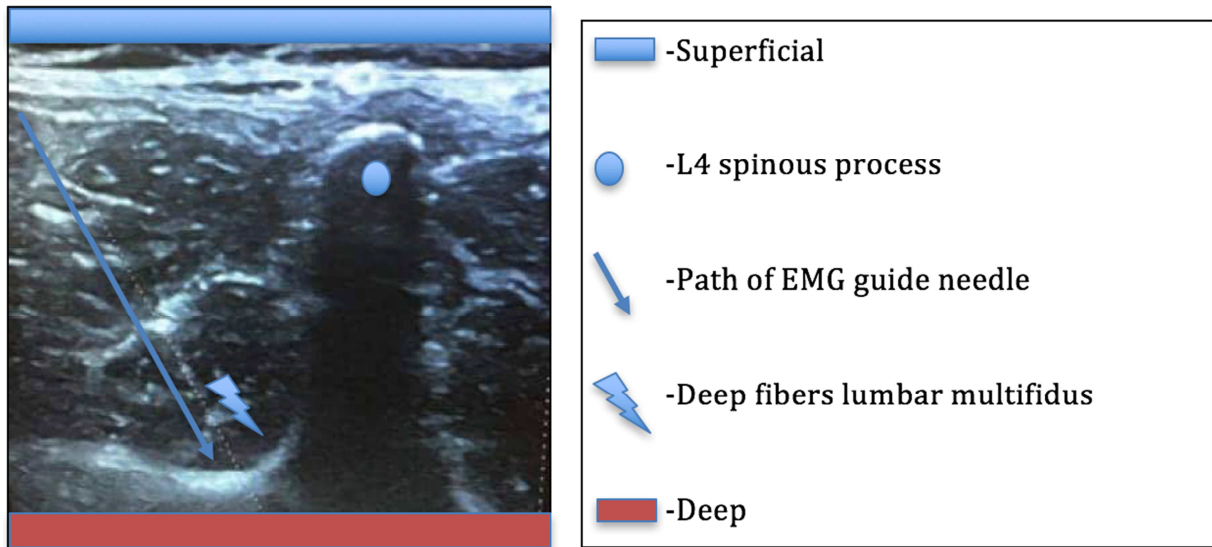 -Superficial
-L4 spinous process
-Path of EMG guide needle
-Deep fibers lumbar multifidus
-Deep